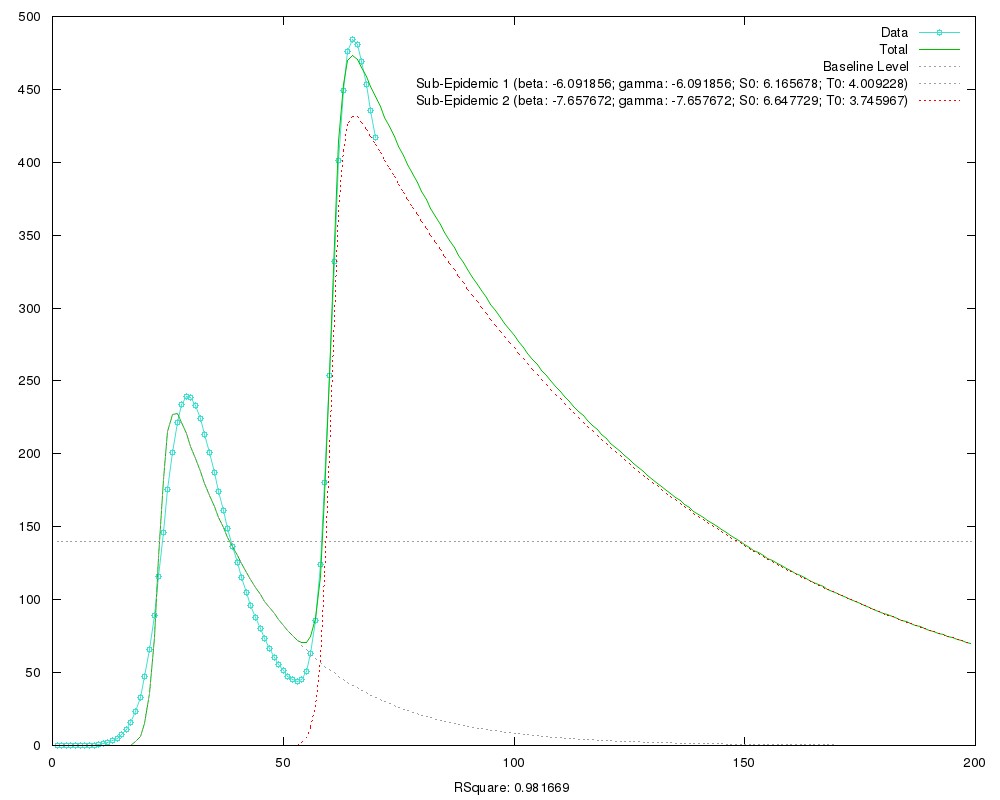 500
450
400
350
300
250
200
150
100
50
0
Data
Total
Baseline Level
Sub-Epidemic 1 (beta: -6.091856; gamma: -6.091856; S0: 6.165678; T0: 4.009228)
Sub-Epidemic 2 (beta: -7.657672; gamma: -7.657672; S0: 6.647729; T0: 3.745967)
0 50 100 150 200
RSquare: 0.981669